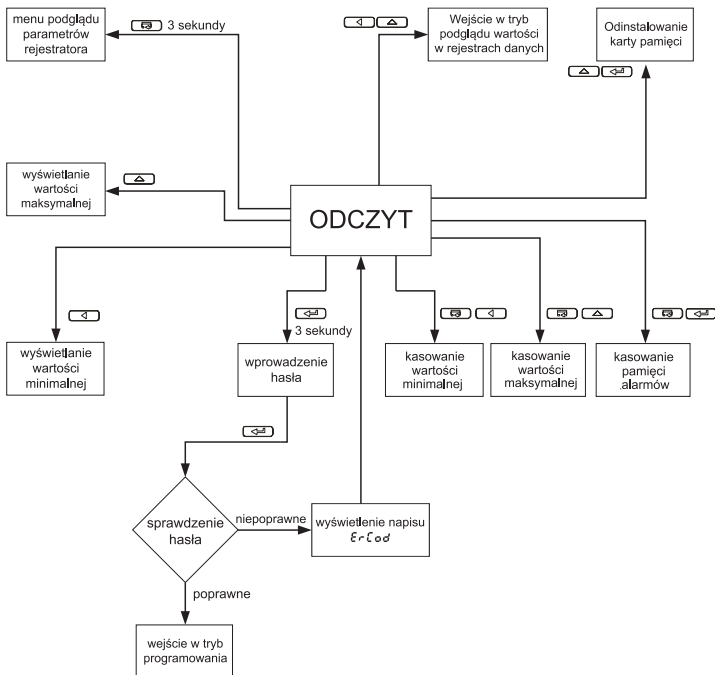 menu podglądu
parametrów
rejestratora
3 sekundy
Wejście w tryb
podglądu wartości
w rejestrach danych
Odinstalowanie
karty pamięci
wyświetlanie
wartości
maksymalnej
ODCZYT
3 sekundy
wyświetlanie
wartości
minimalnej
wprowadzenie
hasła
kasowanie
wartości
minimalnej
kasowanie
wartości
maksymalnej
kasowanie
pamięci
.alarmów
sprawdzenie
hasła
niepoprawne
wyświetlenie napisu
ErCod
poprawne
wejście w tryb
programowania